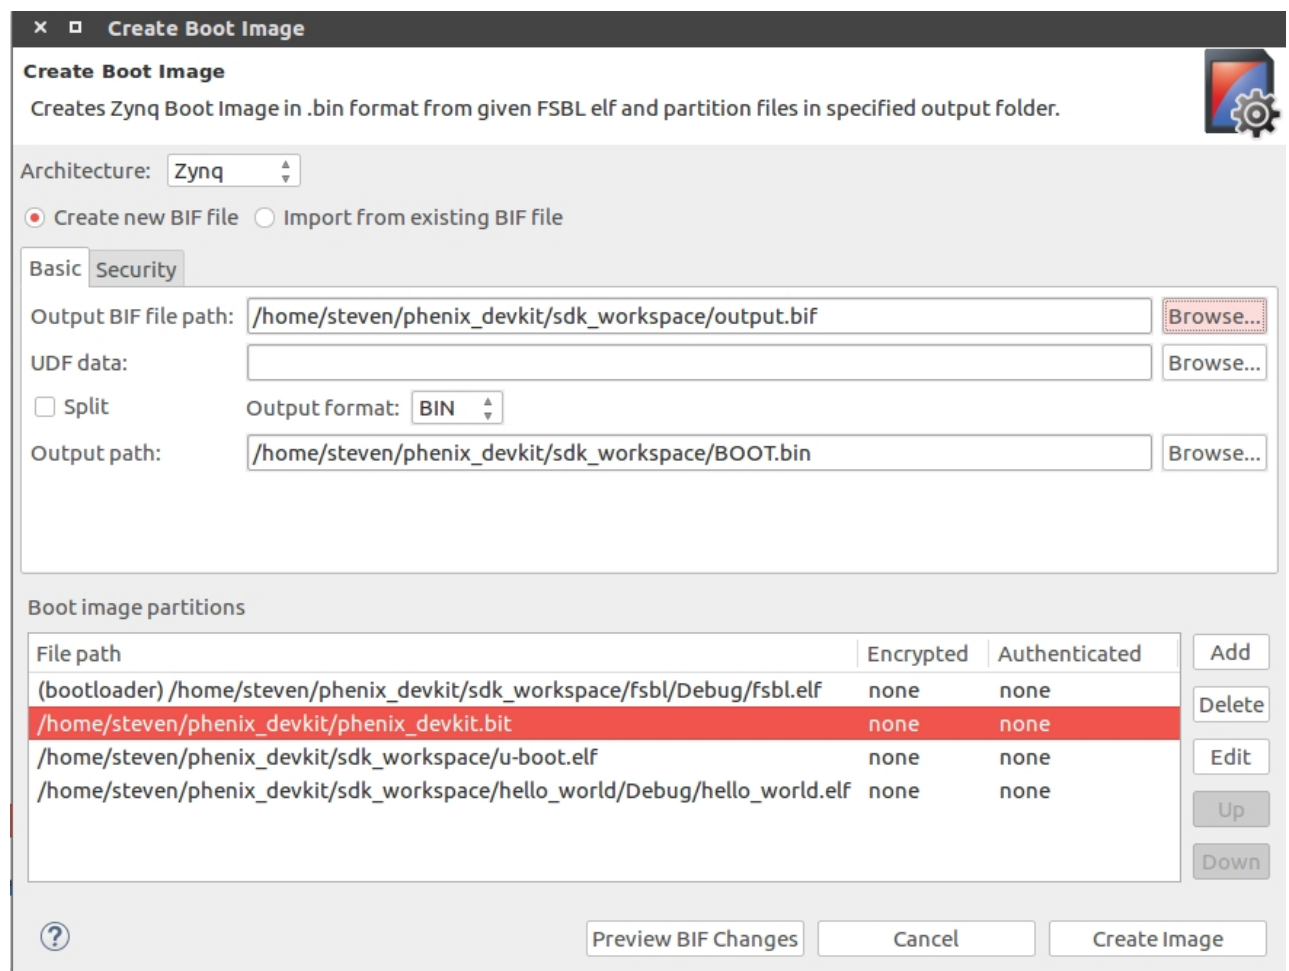 Create Boot Image
Create Boot Image
Creates Zynq Boot Image in .bin format from given FSBL elf and partition files in specified output folder.
Architecture: Zynq
Create new BIF file Import from existing BIF file
Basic Security
Output BIF file path: /home/steven/phenix_devkit/sdk_workspace/output.bif Browse...
UDF data: Browse...
Split Output format: BIN
Output path: /home/steven/phenix_devkit/sdk_workspace/BOOT.bin Browse...
Boot image partitions
File path Encrypted Authenticated Add
(bootloader) /home/steven/phenix_devkit/sdk_workspace/fsbl/Debug/fsbl.elf none none
Delete
/home/steven/phenix_devkit/phenix_devkit.bit none none
/home/steven/phenix_devkit/sdk_workspace/u-boot.elf none none Edit
/home/steven/phenix_devkit/sdk_workspace/hello_world/Debug/hello_world.elf none none
Up
Down
? Preview BIF Changes Cancel Create Image